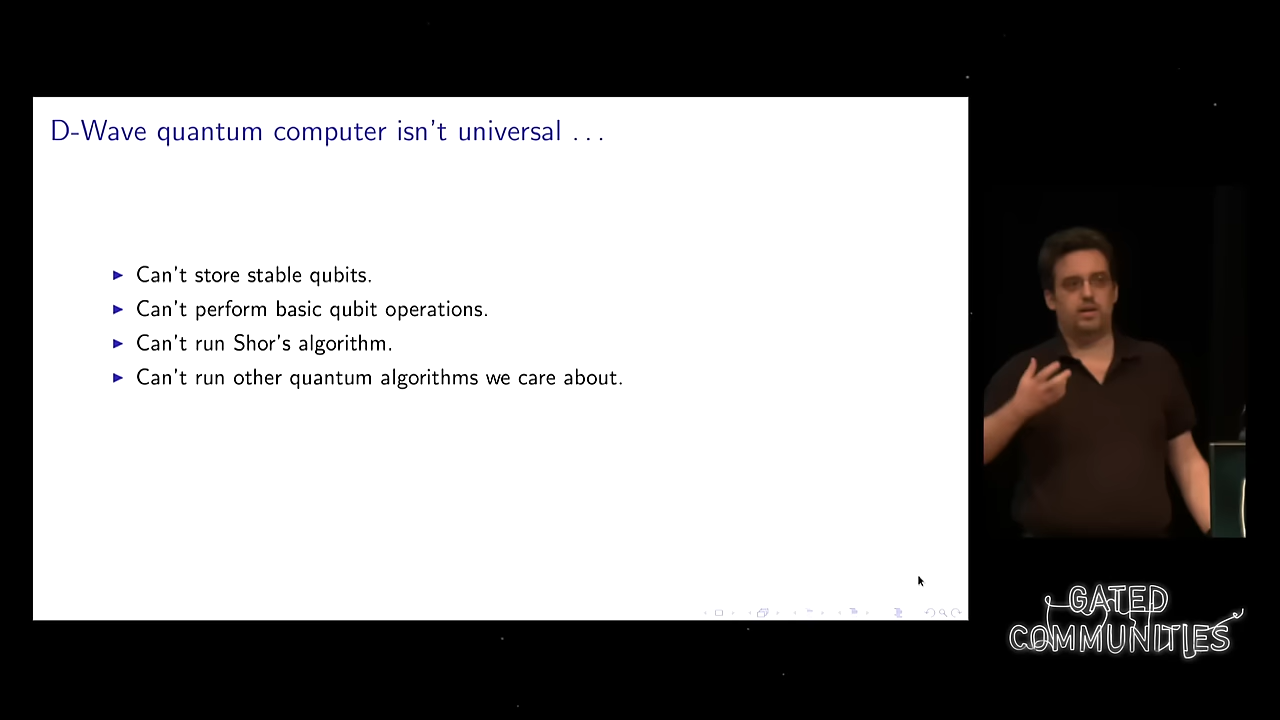 D-Wave quantum computer isn't universal . . .
Can't store stable qubits.
Can't perform basic qubit operations.
Can't run Shor's algorithm.
Can't run other quantum algorithms we care about.
GATED
COMMUNITIES